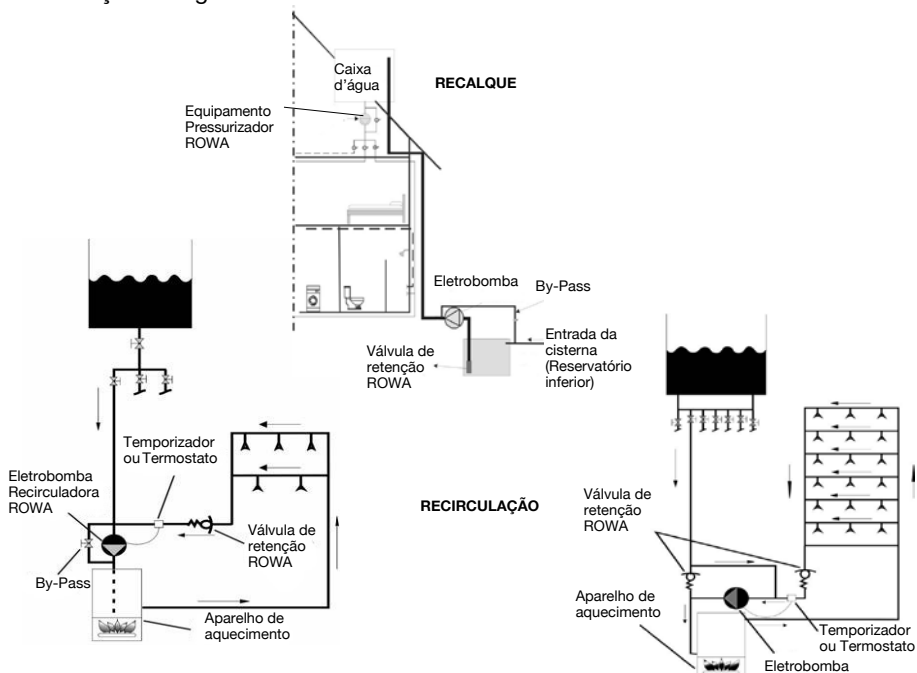 Caixa
d'água
RECALQUE
Equipamento
Pressurizador
ROWA
Eletrobomba
By-Pass
Válvula de
retenção
ROWA
Entrada da
cisterna
(Reservatório
inferior)
Temporizador
ou Termostato
Eletrobomba
Recirculadora
ROWA
By-Pass
Válvula de
retenção
ROWA
Aparelho de
aquecimento
RECIRCULAÇÃO
Válvula de
retenção
ROWA
Aparelho de
aquecimento
Temporizador
ou Termostato
Eletrobomba